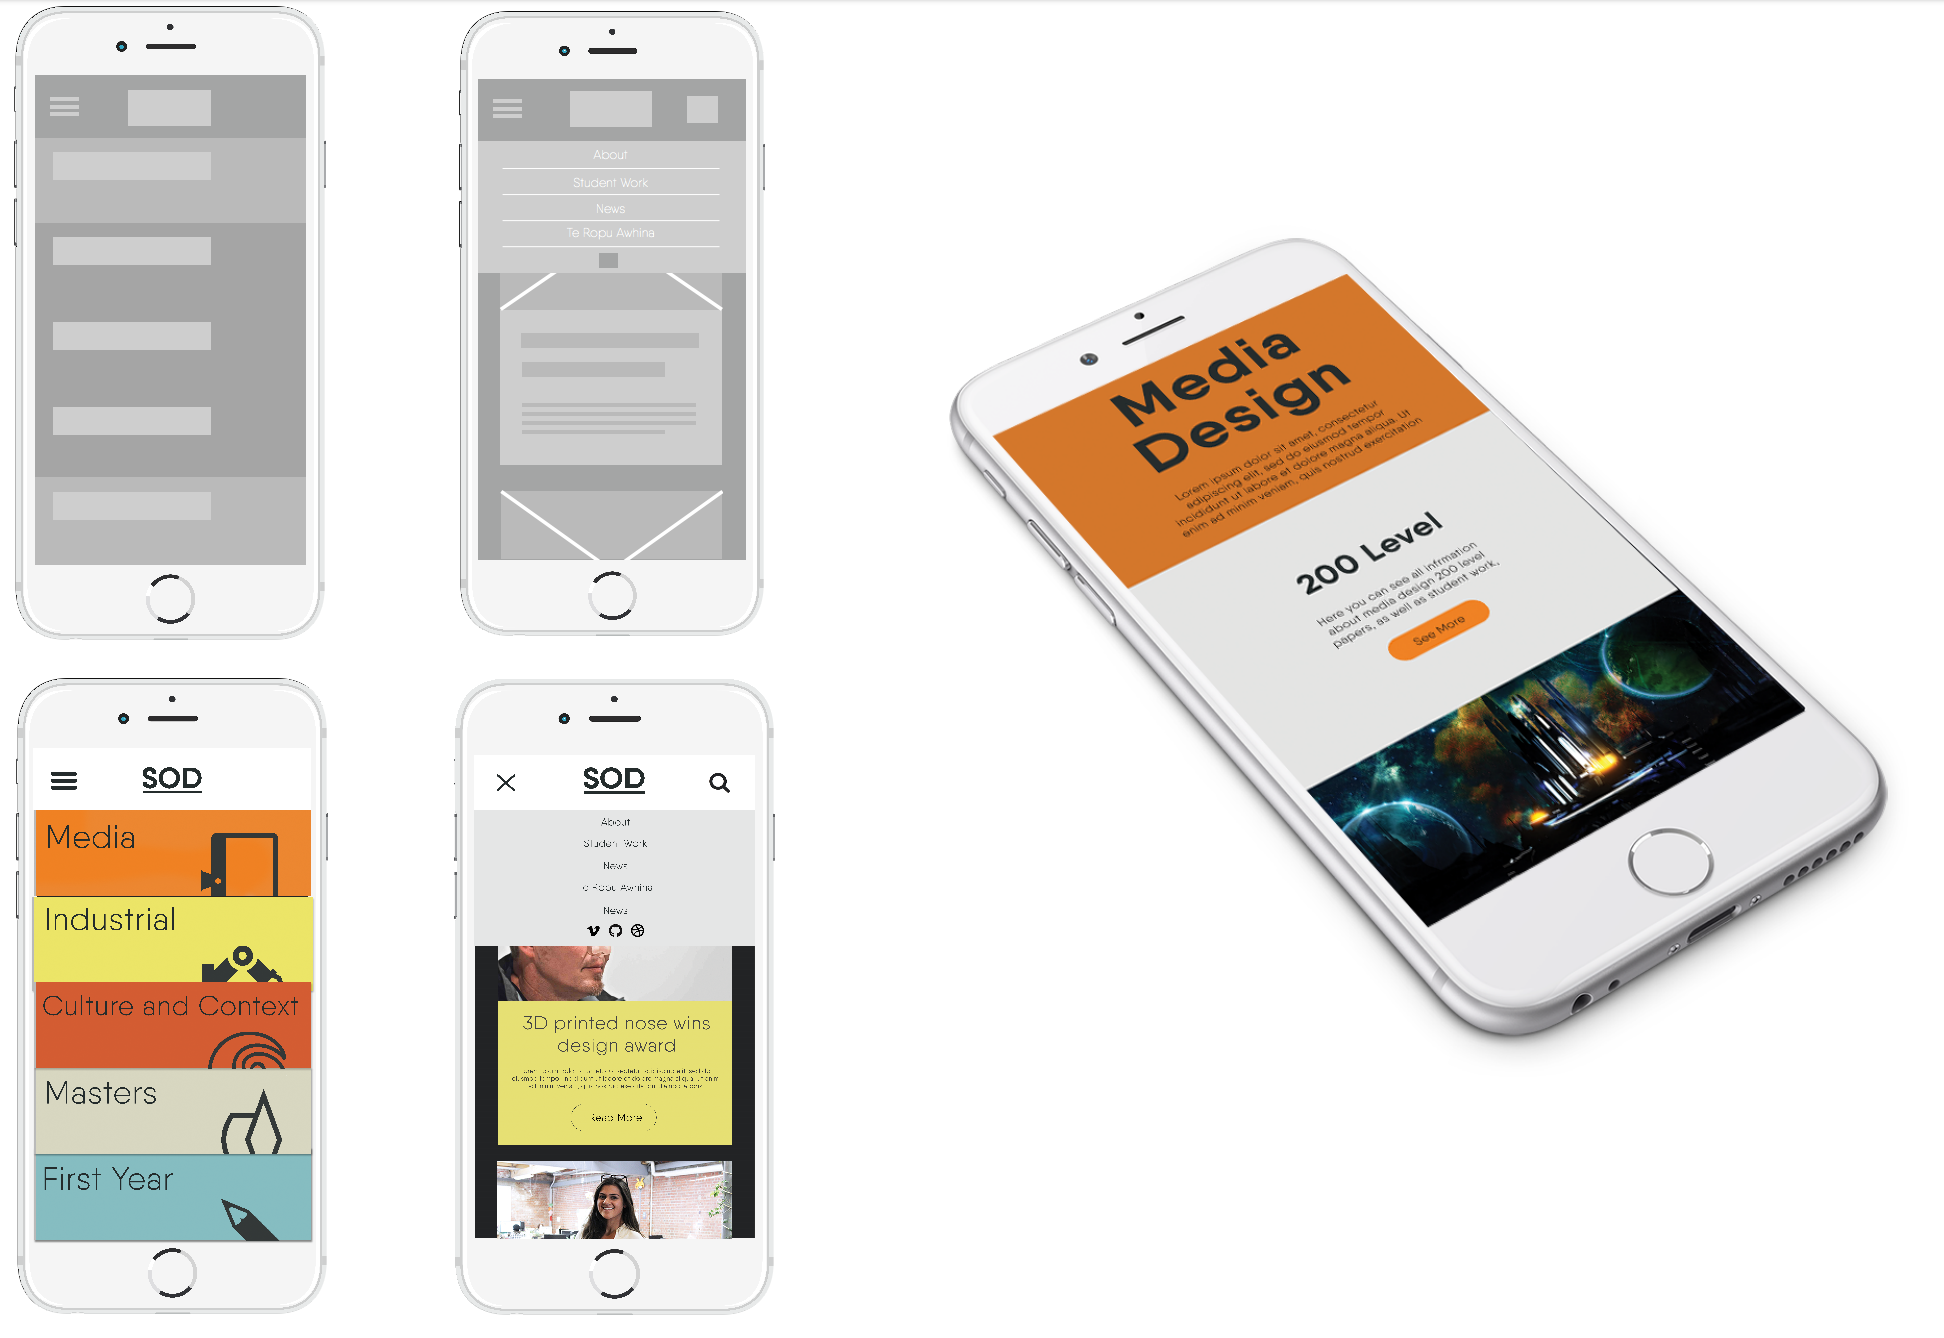 About
Student Work
News
Te Ropu Awhina
SOD
Media
Industrial
Culture and Context
Masters
First Year
SOD
About
Student Work
News
Te Ropu Awhina
News
3D printed nose wins
design award
Read More
Media
Design
Lorem ipsum dolor sit amet, consectetur
adipiscing elit, sed do eiusmod tempor
incididunt ut labore et dolore magna aliqua. Ut
enim ad minim veniam, quis nostrud exercitation
200 Level
Here you can see all infrmation
about media design 200 level
papers, as well as student work,
See More